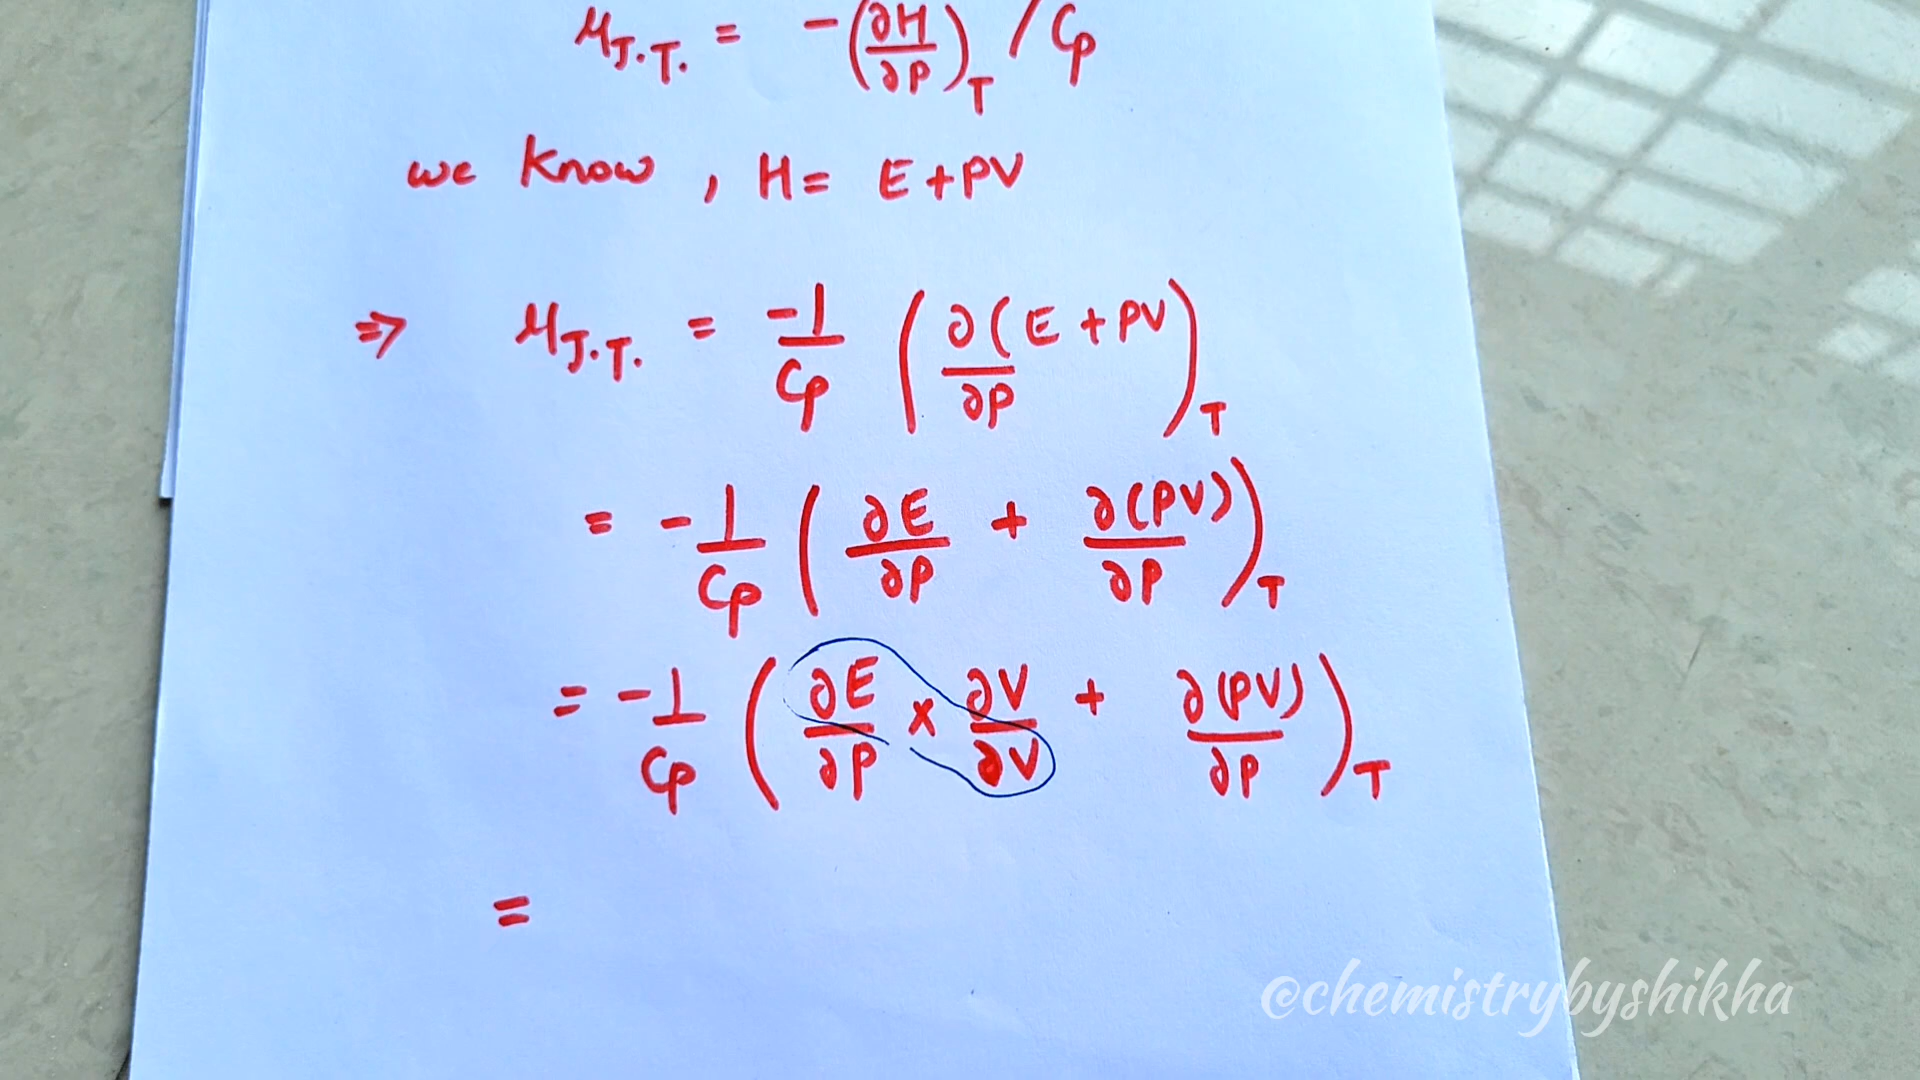 μJ.T. = -(∂H/∂P)T / Cp
we know, H = E+PV
⇒ μJ.T. = -1/Cp (∂(E+PV/∂P)T
= -1/Cp (∂E/∂P + ∂(PV)/∂P)T
= -1/Cp (∂E/∂P × ∂V/∂V + ∂(PV)/∂P)T
=
@chemistrybyshikha